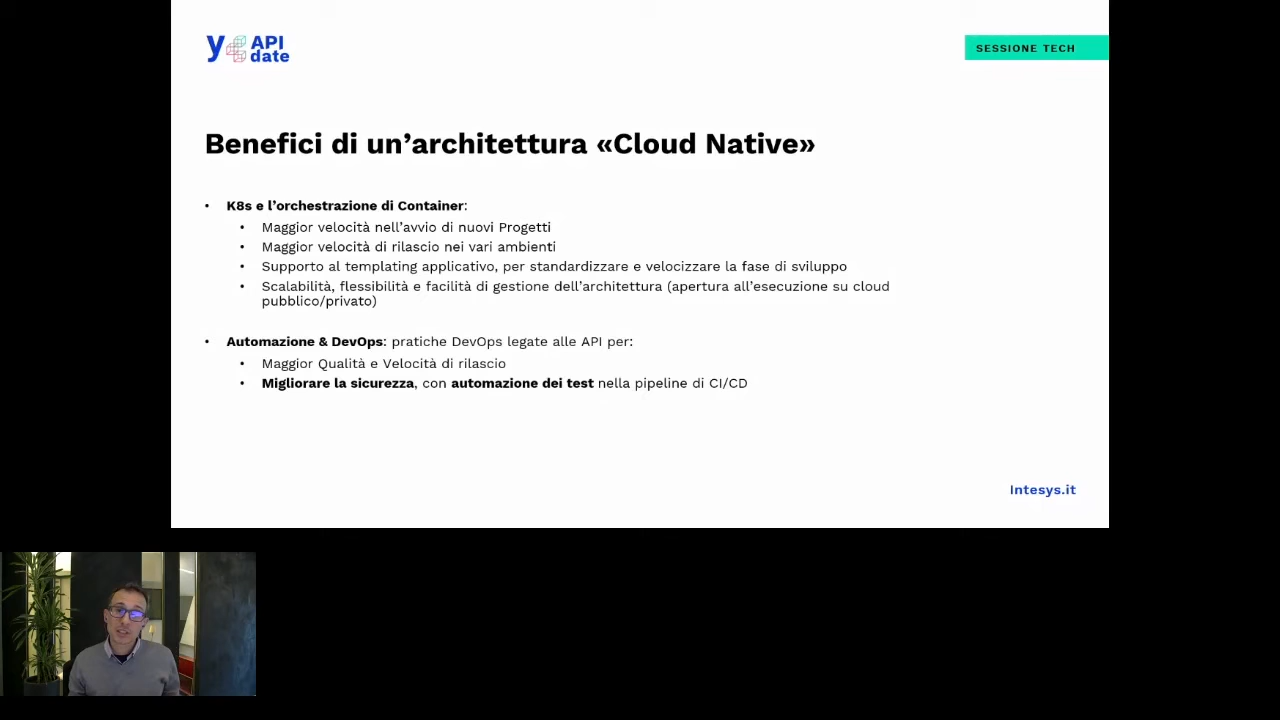 y API
date
SESSIONE TECH
Benefici di un’architettura «Cloud Native»
• K8s e l’orchestrazione di Container:
• Maggior velocità nell’avvio di nuovi Progetti
• Maggior velocità di rilascio nei vari ambienti
• Supporto al templating applicativo, per standardizzare e velocizzare la fase di sviluppo
• Scalabilità, flessibilità e facilità di gestione dell’architettura (apertura all’esecuzione su cloud
pubblico/privato)
• Automazione & DevOps: pratiche DevOps legate alle API per:
• Maggior Qualità e Velocità di rilascio
• Migliorare la sicurezza, con automazione dei test nella pipeline di CI/CD
Intesys.it